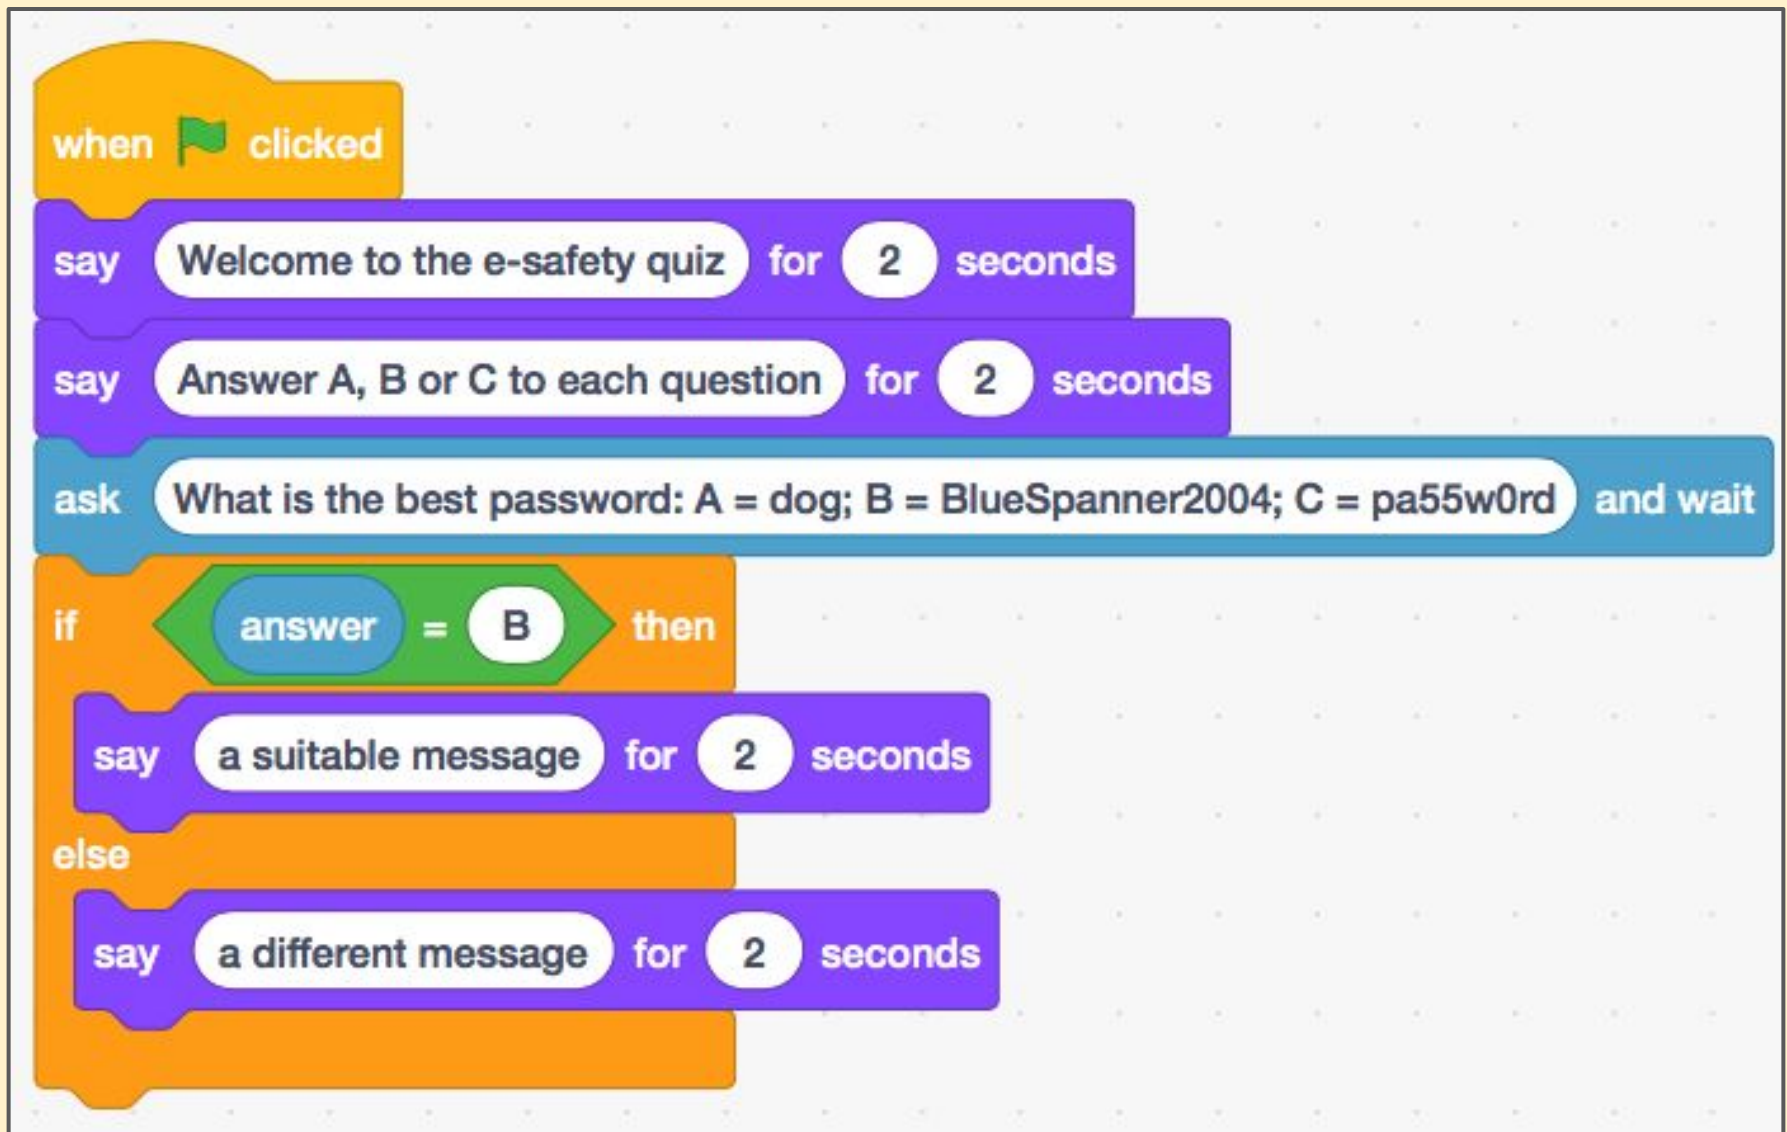 when clicked
say Welcome to the e-safety quiz for 2 seconds
say Answer A, B or C to each question for 2 seconds
ask What is the best password: A = dog; B = BlueSpanner2004; C = pa55w0rd and wait
if answer = B then
say a suitable message for 2 seconds
else
say a different message for 2 seconds